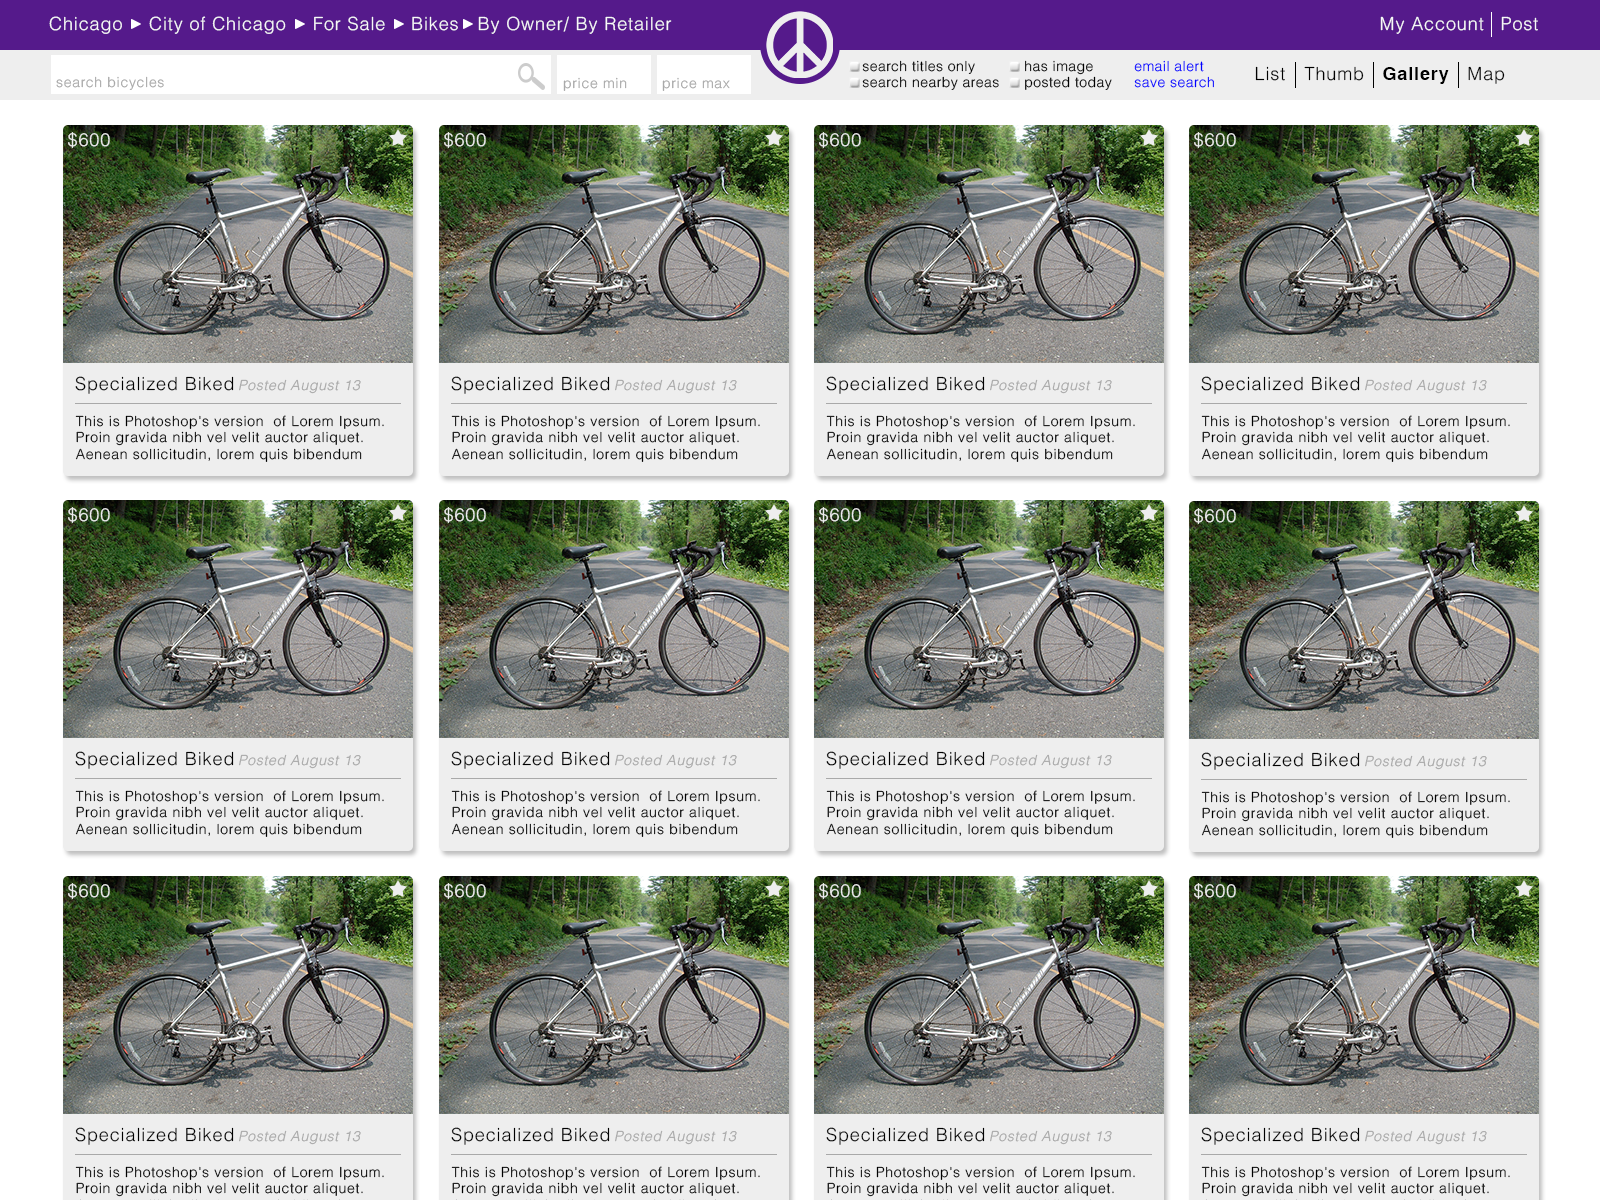 Chicago ▶ City of Chicago ▶ For Sale ▶ Bikes ▶ By Owner/ By Retailer
My Account | Post
search bicycles
price min
price max
search titles only
search nearby areas
has image
posted today
email alert
save search
List | Thumb | Gallery | Map
$600
Specialized Biked Posted August 13
This is Photoshop's version  of Lorem Ipsum.
Proin gravida nibh vel velit auctor aliquet.
Aenean sollicitudin, lorem quis bibendum
$600
Specialized Biked Posted August 13
This is Photoshop's version  of Lorem Ipsum.
Proin gravida nibh vel velit auctor aliquet.
Aenean sollicitudin, lorem quis bibendum
$600
Specialized Biked Posted August 13
This is Photoshop's version  of Lorem Ipsum.
Proin gravida nibh vel velit auctor aliquet.
Aenean sollicitudin, lorem quis bibendum
$600
Specialized Biked Posted August 13
This is Photoshop's version  of Lorem Ipsum.
Proin gravida nibh vel velit auctor aliquet.
Aenean sollicitudin, lorem quis bibendum
$600
Specialized Biked Posted August 13
This is Photoshop's version  of Lorem Ipsum.
Proin gravida nibh vel velit auctor aliquet.
Aenean sollicitudin, lorem quis bibendum
$600
Specialized Biked Posted August 13
This is Photoshop's version  of Lorem Ipsum.
Proin gravida nibh vel velit auctor aliquet.
Aenean sollicitudin, lorem quis bibendum
$600
Specialized Biked Posted August 13
This is Photoshop's version  of Lorem Ipsum.
Proin gravida nibh vel velit auctor aliquet.
Aenean sollicitudin, lorem quis bibendum
$600
Specialized Biked Posted August 13
This is Photoshop's version  of Lorem Ipsum.
Proin gravida nibh vel velit auctor aliquet.
Aenean sollicitudin, lorem quis bibendum
$600
Specialized Biked Posted August 13
This is Photoshop's version  of Lorem Ipsum.
Proin gravida nibh vel velit auctor aliquet.
$600
Specialized Biked Posted August 13
This is Photoshop's version  of Lorem Ipsum.
Proin gravida nibh vel velit auctor aliquet.
$600
Specialized Biked Posted August 13
This is Photoshop's version  of Lorem Ipsum.
Proin gravida nibh vel velit auctor aliquet.
$600
Specialized Biked Posted August 13
This is Photoshop's version  of Lorem Ipsum.
Proin gravida nibh vel velit auctor aliquet.